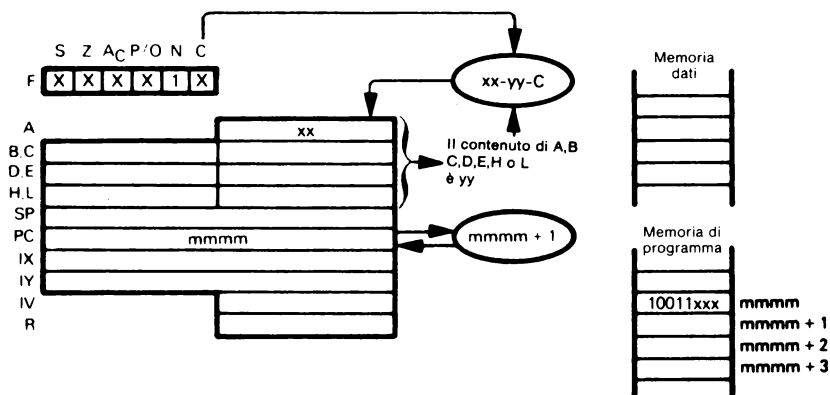 S Z AC P/O N C
F X X X X 1 X
xx-yy-C
A xx
B.C
D.E
H.L
SP
PC mmmm
IX
IY
IV
R
Il contenuto di A,B
C,D,E,H o L
è yy
mmmm + 1
Memoria
dati
Memoria di
programma
10011xxx mmmm
mmmm + 1
mmmm + 2
mmmm + 3